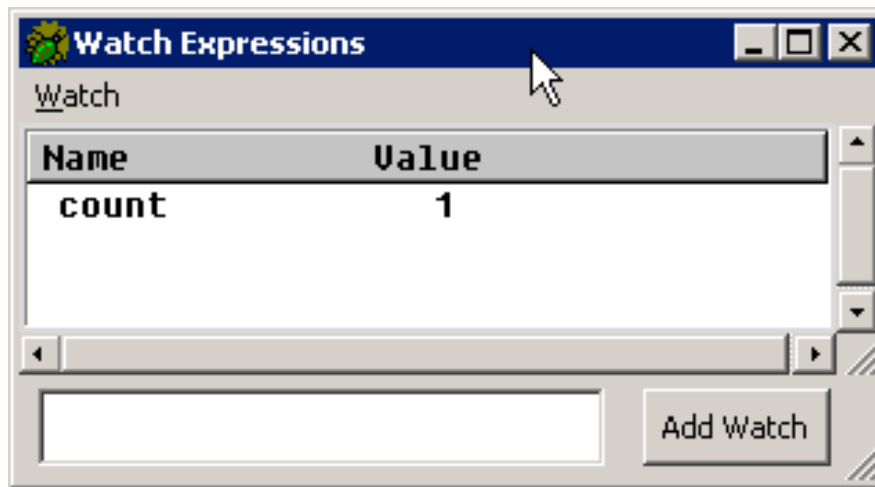 Watch Expressions
Watch
Name Value
count 1
Add Watch